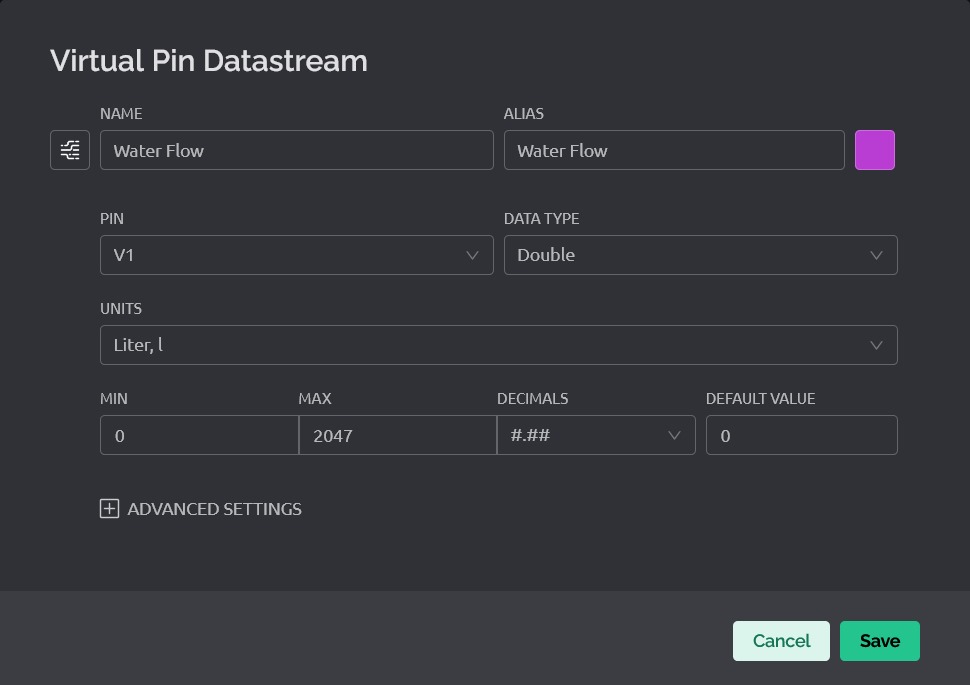 Virtual Pin Datastream
NAME ALIAS
Water Flow Water Flow
PIN DATA TYPE
V1 Double
UNITS
Liter, l
MIN MAX DECIMALS DEFAULT VALUE
0 2047 #.## 0
ADVANCED SETTINGS
Cancel Save